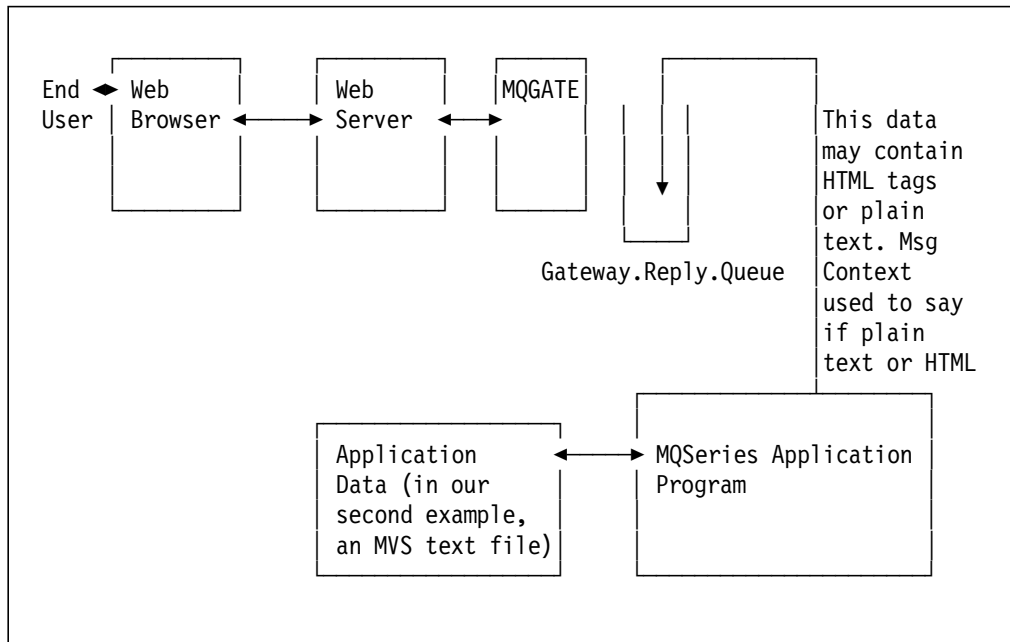 End
User
Web
Browser
Web
Server
MQGATE
This data
may contain
HTML tags
or plain
text. Msg
Context
used to say
if plain
text or HTML
Gateway.Reply.Queue
Application
Data (in our
second example,
an MVS text file)
MQSeries Application
Program